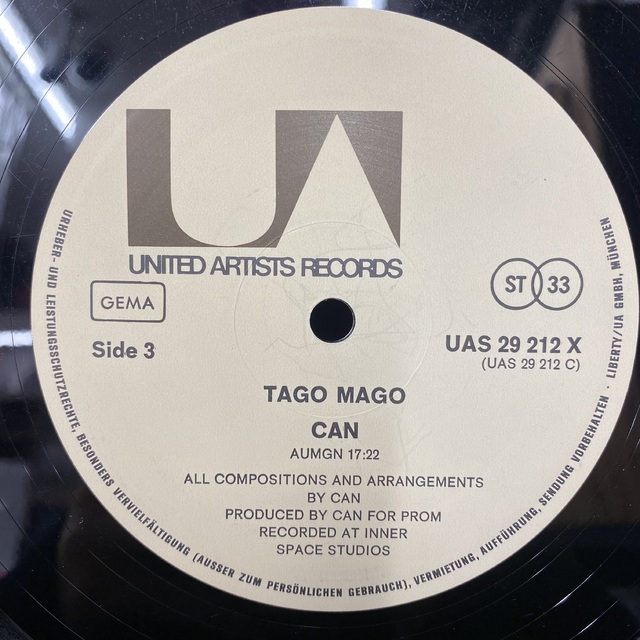 UA
UNITED ARTISTS RECORDS
GEMA
ST 33
Side 3
UAS 29 212 X
(UAS 29 212 C)
TAGO MAGO
CAN
AUMGN 17:22
ALL COMPOSITIONS AND ARRANGEMENTS
BY CAN
PRODUCED BY CAN FOR PROM
RECORDED AT INNER
SPACE STUDIOS
URHEBER- UND LEISTUNGSSCHUTZRECHTE, BESONDERS VERVIELFÄLTIGUNG (AUSSER ZUM PERSÖNLICHEN GEBRAUCH), VERMIETUNG, AUFFÜHRUNG, SENDUNG VORBEHALTEN · LIBERTY/UA GMBH, MÜNCHEN